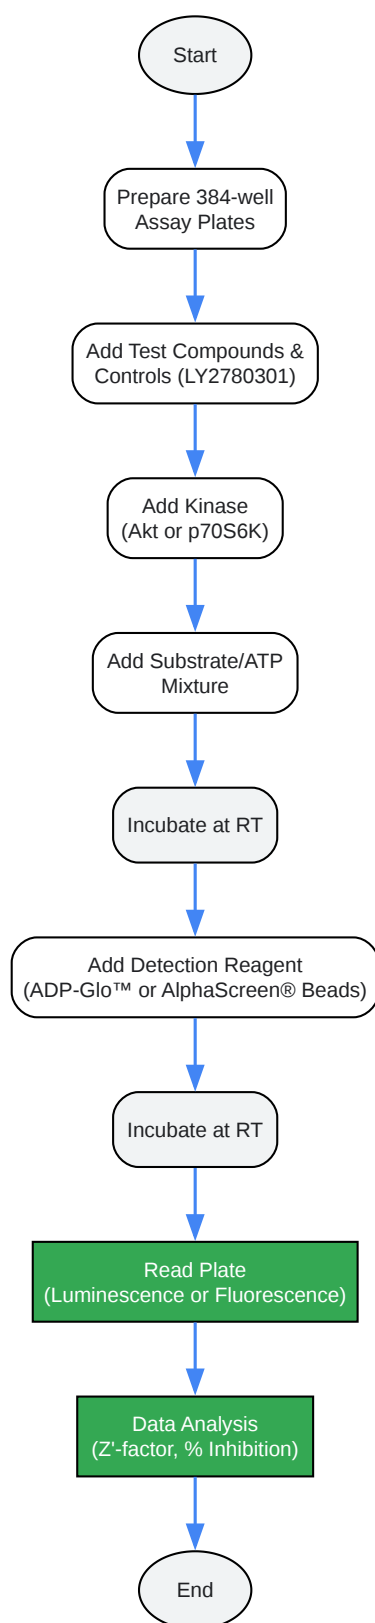 Start
Prepare 384-well
Assay Plates
Add Test Compounds &
Controls (LY2780301)
Add Kinase
(Akt or p70S6K)
Add Substrate/ATP
Mixture
Incubate at RT
Add Detection Reagent
(ADP-Glo™ or AlphaScreen® Beads)
Incubate at RT
Read Plate
(Luminescence or Fluorescence)
Data Analysis
(Z'-factor, % Inhibition)
End